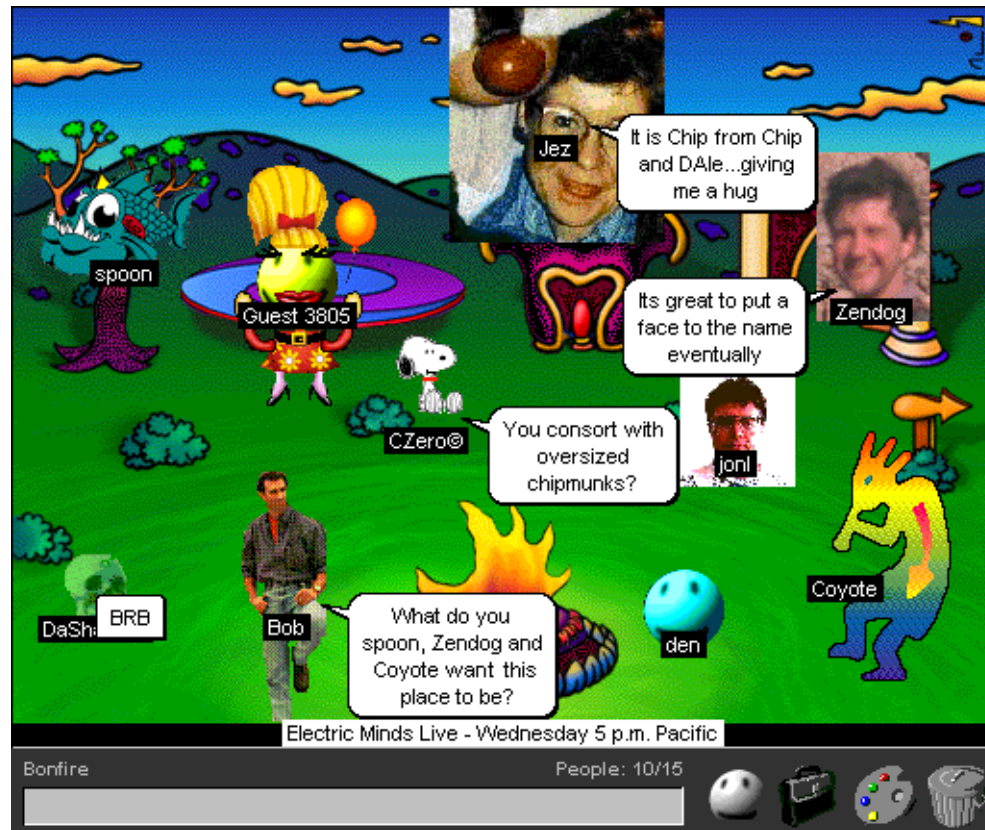 Jez
It is Chip from Chip
and DAle...giving
me a hug
spoon
Guest 3805
Its great to put a
face to the name
eventually
Zendog
CZero©
You consort with
oversized
chipmunks?
jonl
Coyote
DaSh
BRB
Bob
What do you
spoon, Zendog and
Coyote want this
place to be?
den
Electric Minds Live - Wednesday 5 p.m. Pacific
Bonfire
People: 10/15